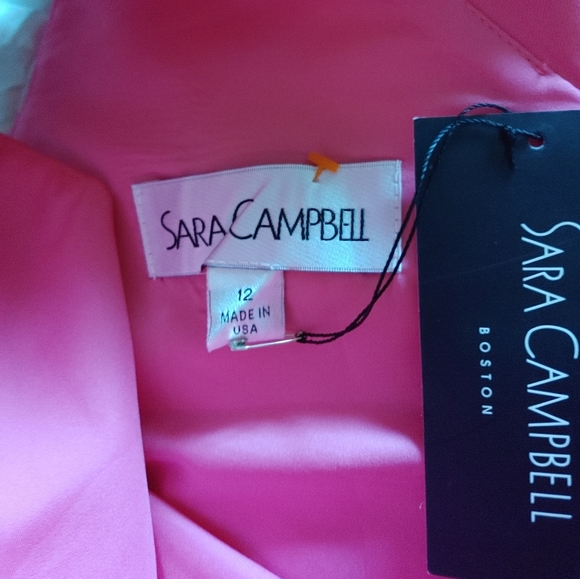 SARA CAMPBELL
12
MADE IN
USA
SARA CAMPBELL
BOSTON